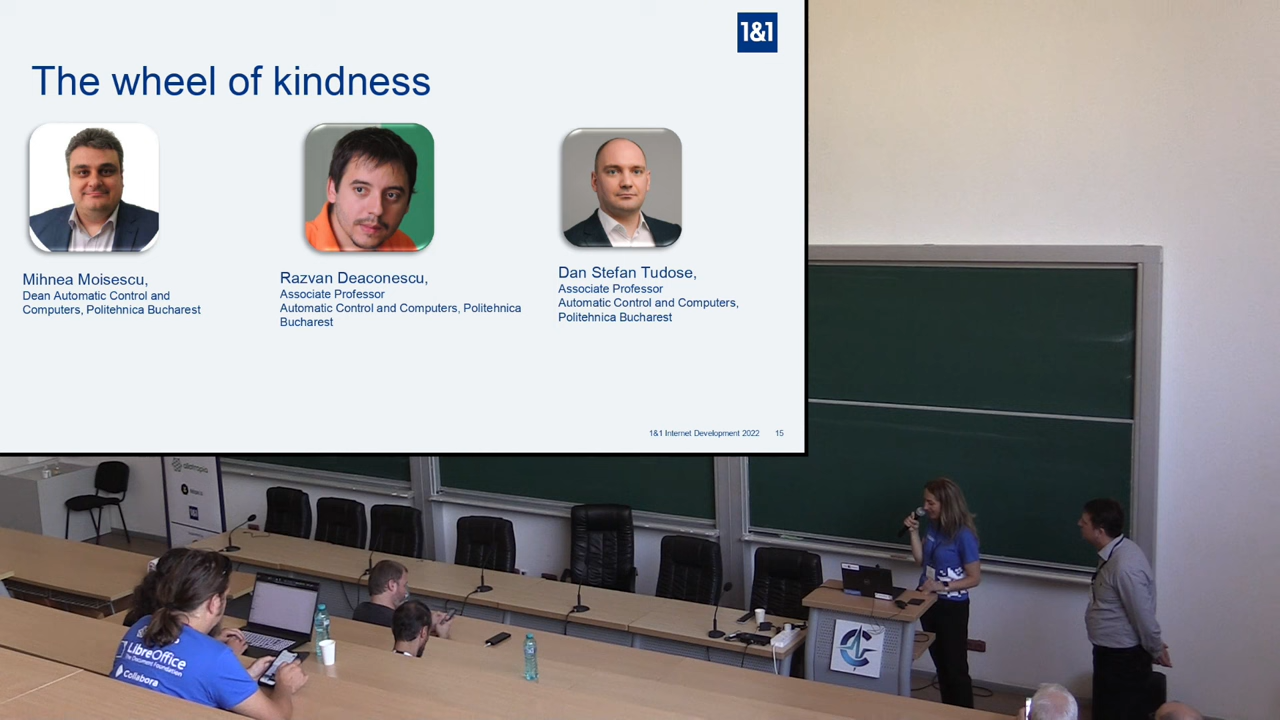 1&1
The wheel of kindness
Mihnea Moisescu,
Dean Automatic Control and
Computers, Politehnica Bucharest
Razvan Deaconescu,
Associate Professor
Automatic Control and Computers, Politehnica
Bucharest
Dan Stefan Tudose,
Associate Professor
Automatic Control and Computers,
Politehnica Bucharest
1&1 Internet Development 2022 15
allotropia
LibreOffice
The Document Foundation
Collabora